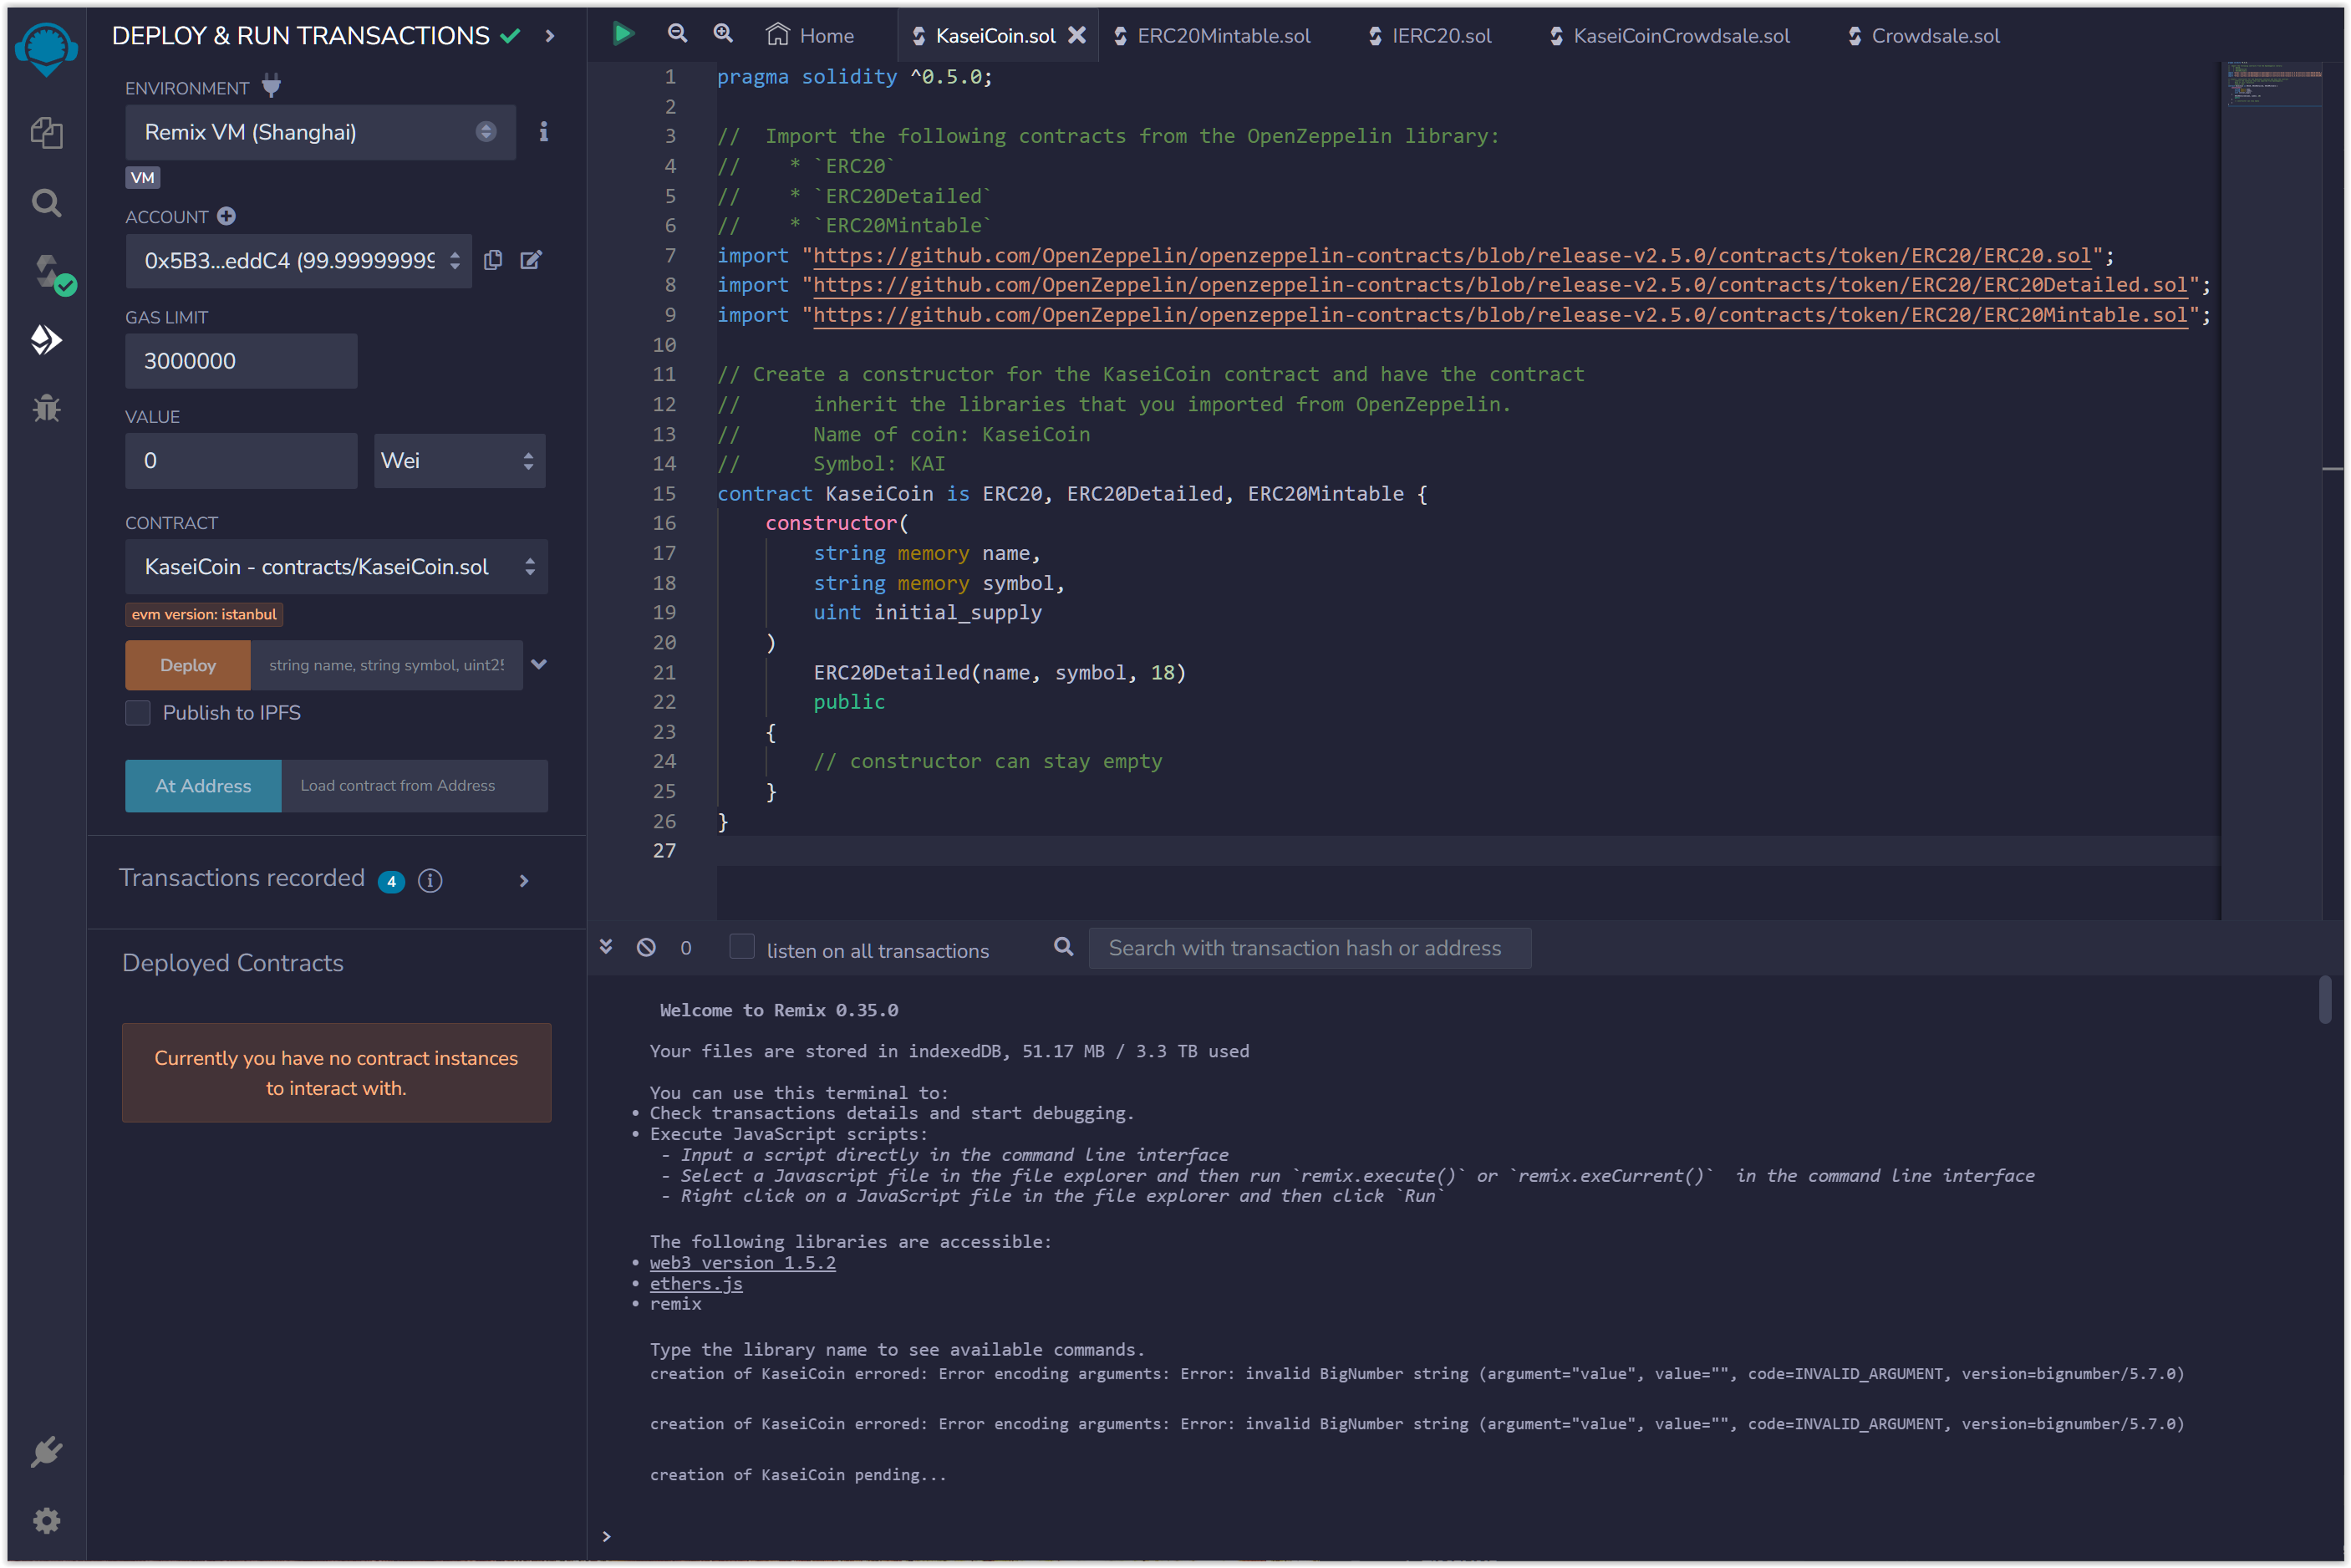 DEPLOY & RUN TRANSACTIONS
ENVIRONMENT
Remix VM (Shanghai)
VM
ACCOUNT
0x5B3...eddC4 (99.99999999
GAS LIMIT
3000000
VALUE
0
Wei
CONTRACT
KaseiCoin - contracts/KaseiCoin.sol
evm version: istanbul
Deploy
string name, string symbol, uint25
Publish to IPFS
At Address
Load contract from Address
Transactions recorded 4
Deployed Contracts
Currently you have no contract instances
to interact with.
Home
KaseiCoin.sol
ERC20Mintable.sol
IERC20.sol
KaseiCoinCrowdsale.sol
Crowdsale.sol
1 pragma solidity ^0.5.0;
2
3 //  Import the following contracts from the OpenZeppelin library:
4 //    * `ERC20`
5 //    * `ERC20Detailed`
6 //    * `ERC20Mintable`
7 import "https://github.com/OpenZeppelin/openzeppelin-contracts/blob/release-v2.5.0/contracts/token/ERC20/ERC20.sol";
8 import "https://github.com/OpenZeppelin/openzeppelin-contracts/blob/release-v2.5.0/contracts/token/ERC20/ERC20Detailed.sol";
9 import "https://github.com/OpenZeppelin/openzeppelin-contracts/blob/release-v2.5.0/contracts/token/ERC20/ERC20Mintable.sol";
10
11 // Create a constructor for the KaseiCoin contract and have the contract
12 //      inherit the libraries that you imported from OpenZeppelin.
13 //      Name of coin: KaseiCoin
14 //      Symbol: KAI
15 contract KaseiCoin is ERC20, ERC20Detailed, ERC20Mintable {
16     constructor(
17         string memory name,
18         string memory symbol,
19         uint initial_supply
20     )
21         ERC20Detailed(name, symbol, 18)
22         public
23     {
24         // constructor can stay empty
25     }
26 }
27
0
listen on all transactions
Search with transaction hash or address
Welcome to Remix 0.35.0
Your files are stored in indexedDB, 51.17 MB / 3.3 TB used
You can use this terminal to:
• Check transactions details and start debugging.
• Execute JavaScript scripts:
- Input a script directly in the command line interface
- Select a Javascript file in the file explorer and then run `remix.execute()` or `remix.exeCurrent()`  in the command line interface
- Right click on a JavaScript file in the file explorer and then click `Run`
The following libraries are accessible:
• web3 version 1.5.2
• ethers.js
• remix
Type the library name to see available commands.
creation of KaseiCoin errored: Error encoding arguments: Error: invalid BigNumber string (argument="value", value="", code=INVALID_ARGUMENT, version=bignumber/5.7.0)
creation of KaseiCoin errored: Error encoding arguments: Error: invalid BigNumber string (argument="value", value="", code=INVALID_ARGUMENT, version=bignumber/5.7.0)
creation of KaseiCoin pending...
>